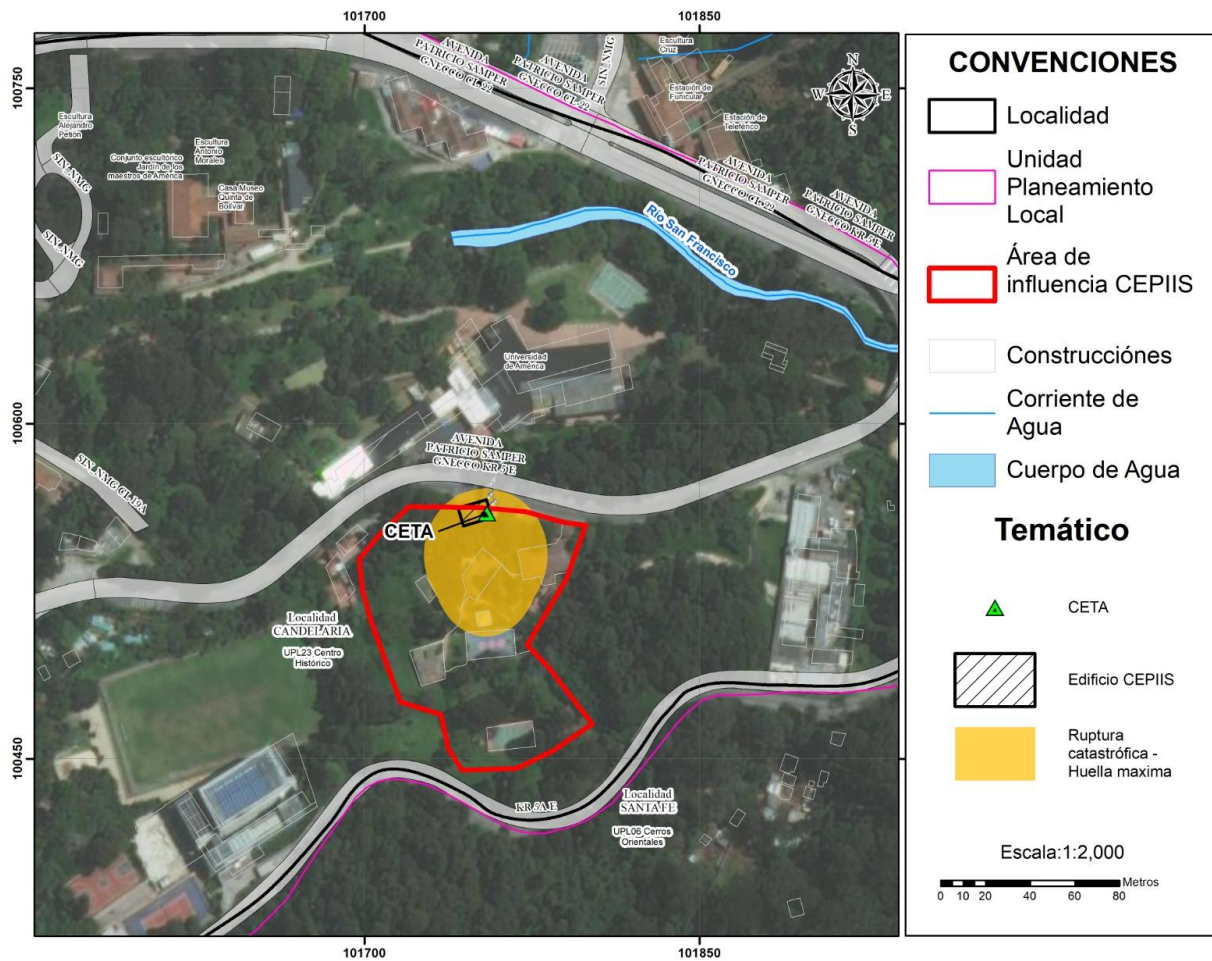 101700
101850
100750
100600
100450
101700
101850
AVENIDA
PATRICIO SAMPER
GNECCO CL 22
AVENIDA
PATRICIO SAMPER
GNECCO CL 22
SIN NMG
Escultura
Cruz
N
W
E
S
Estación de
Funicular
Estación de
Teleférico
AVENIDA
PATRICIO SAMPER
GNECCO CL 22
AVENIDA
PATRICIO SAMPER
GNECCO KR 5 E
Escultura
Alejandro
Petión
SIN NMG
SIN NMG
Conjunto escultórico
Jardín de los
maestros de América
Escultura
Antonio
Morales
Casa Museo
Quinta de
Bolívar
Río San Francisco
Universidad
de América
AVENIDA
PATRICIO SAMPER
GNECCO KR 5 E
SIN NMG CL 19A
CETA
Localidad
CANDELARIA
UPL23 Centro
Histórico
KR 5A E
Localidad
SANTA FE
UPL06 Cerros
Orientales
CONVENCIONES
Localidad
Unidad
Planeamiento
Local
Área de
influencia CEPIIS
Construcciónes
Corriente de
Agua
Cuerpo de Agua
Temático
CETA
Edificio CEPIIS
Ruptura
catastrófica -
Huella maxima
Escala:1:2,000
Metros
0 10 20 40 60 80